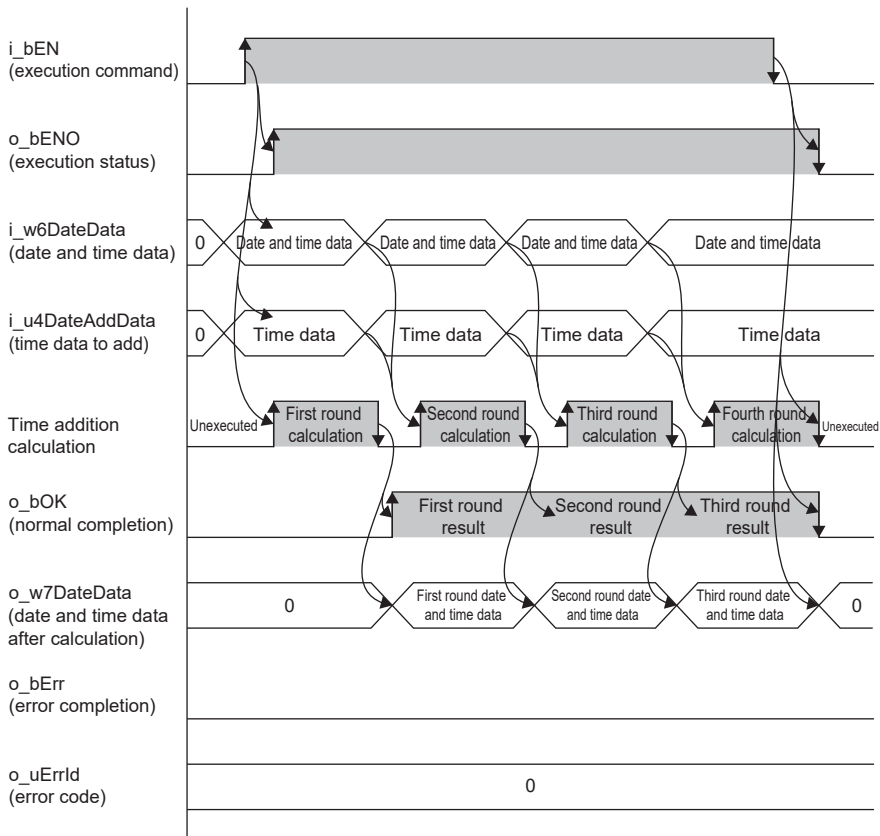 i_bEN
(execution command)
o_bENO
(execution status)
i_w6DateData
(date and time data)
0
Date and time data
Date and time data
Date and time data
Date and time data
i_u4DateAddData
(time data to add)
0
Time data
Time data
Time data
Time data
Time addition
calculation
Unexecuted
First round
calculation
Second round
calculation
Third round
calculation
Fourth round
calculation
Unexecuted
o_bOK
(normal completion)
First round
result
Second round
result
Third round
result
o_w7DateData
(date and time data
after calculation)
0
First round date
and time data
Second round date
and time data
Third round date
and time data
0
o_bErr
(error completion)
o_uErrId
(error code)
0